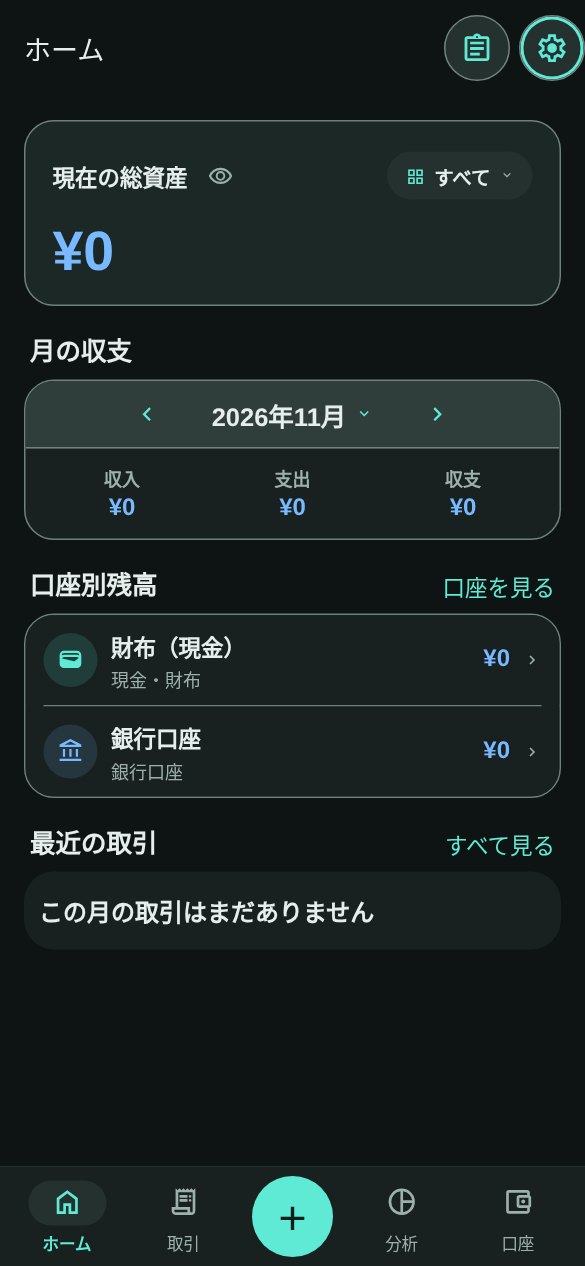 ホーム
現在の総資産
すべて
¥0
月の収支
2026年11月
収入 支出 収支
¥0 ¥0 ¥0
口座別残高 口座を見る
財布（現金）
現金・財布
¥0
銀行口座
銀行口座
¥0
最近の取引 すべて見る
この月の取引はまだありません
ホーム 取引 分析 口座